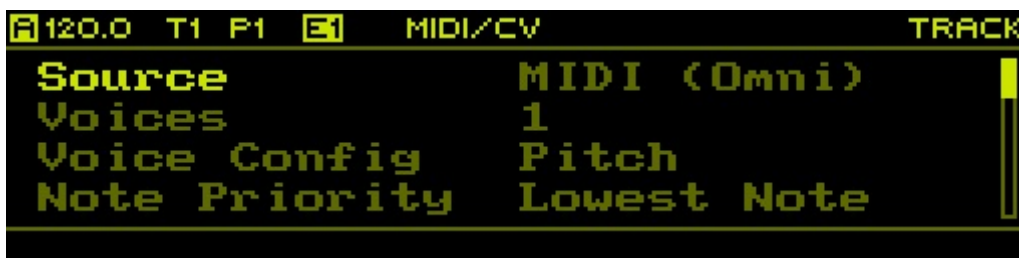 A 120.0 T1 P1 E1 MIDI/CV TRACK
Source MIDI (Omni)
Voices 1
Voice Config Pitch
Note Priority Lowest Note